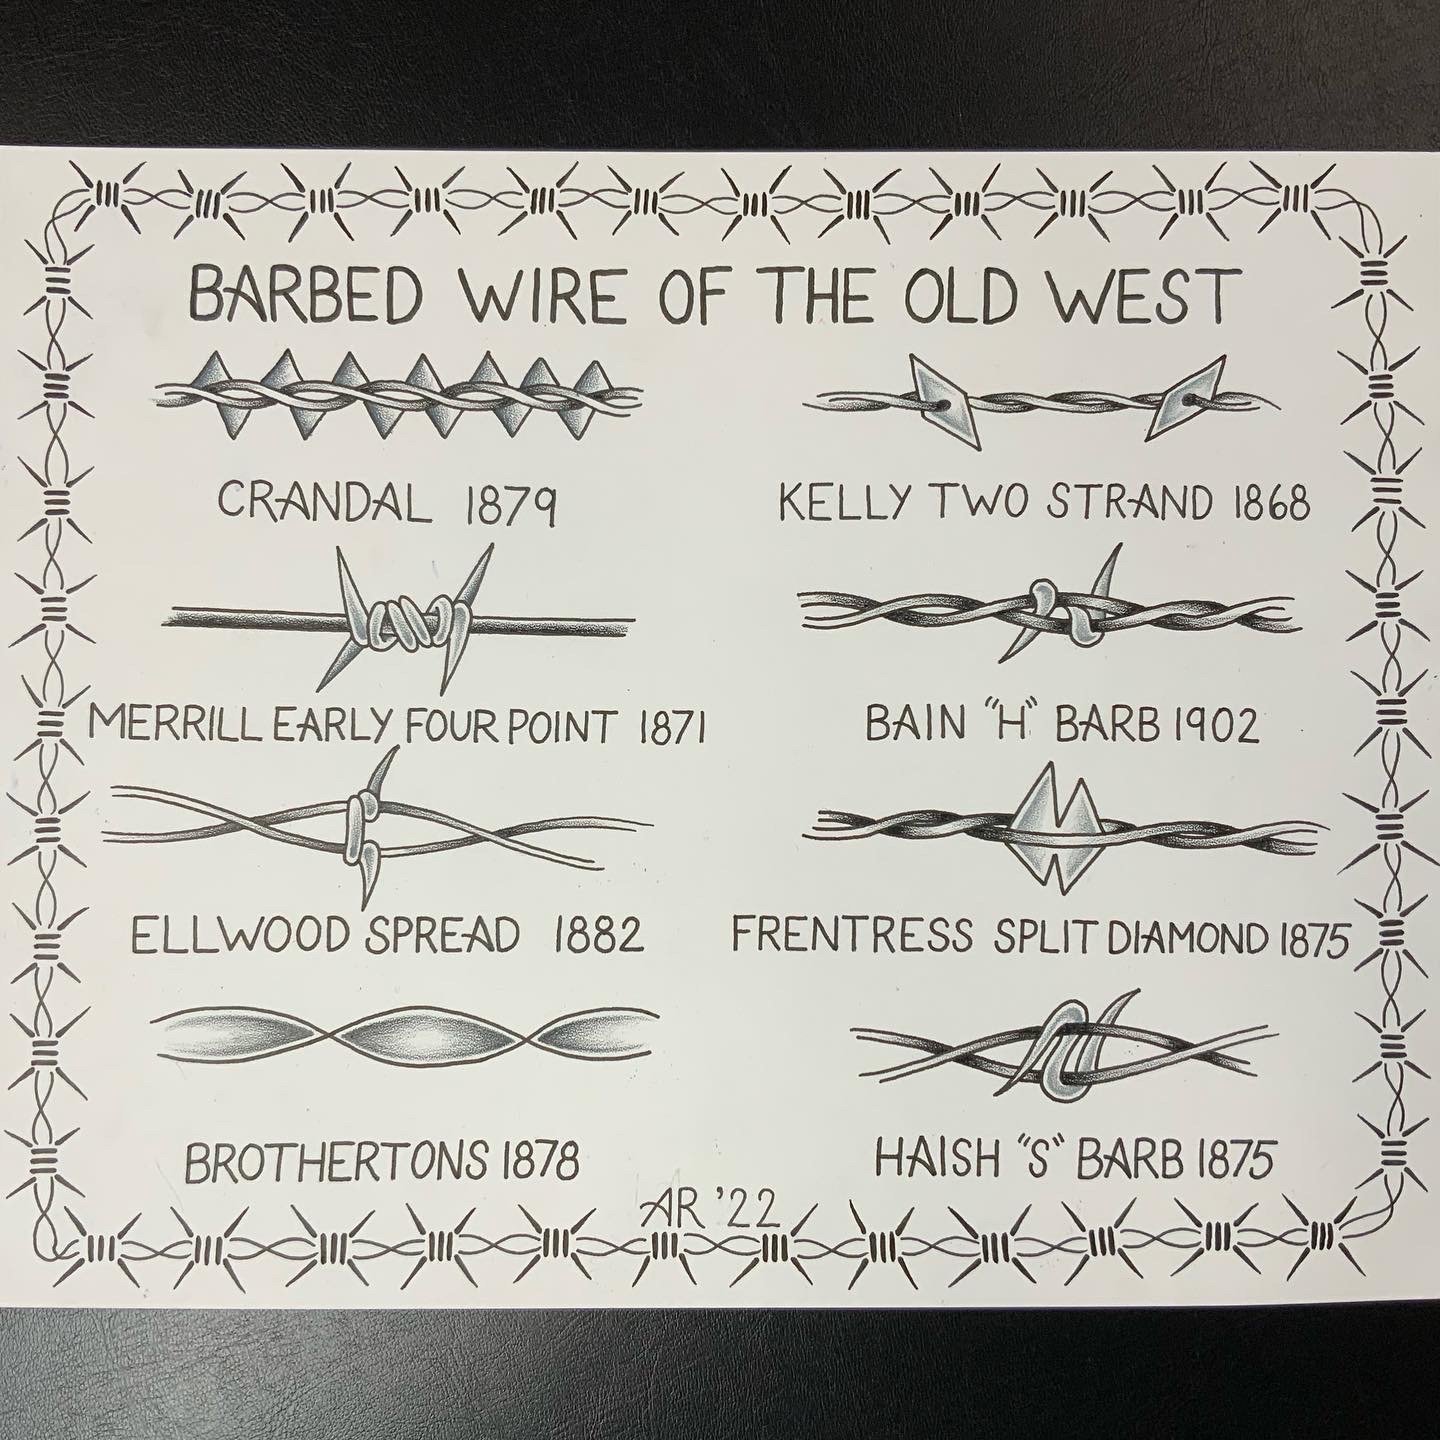 BARBED WIRE OF THE OLD WEST
CRANDAL 1879
KELLY TWO STRAND 1868
MERRILL EARLY FOUR POINT 1871
BAIN "H" BARB 1902
ELLWOOD SPREAD 1882
FRENTRESS SPLIT DIAMOND 1875
BROTHERTONS 1878
HAISH "S" BARB 1875
AR '22